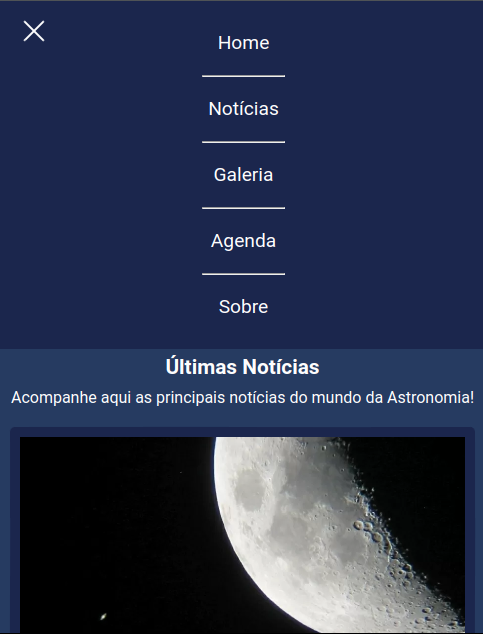 Home
Notícias
Galeria
Agenda
Sobre
Últimas Notícias
Acompanhe aqui as principais notícias do mundo da Astronomia!